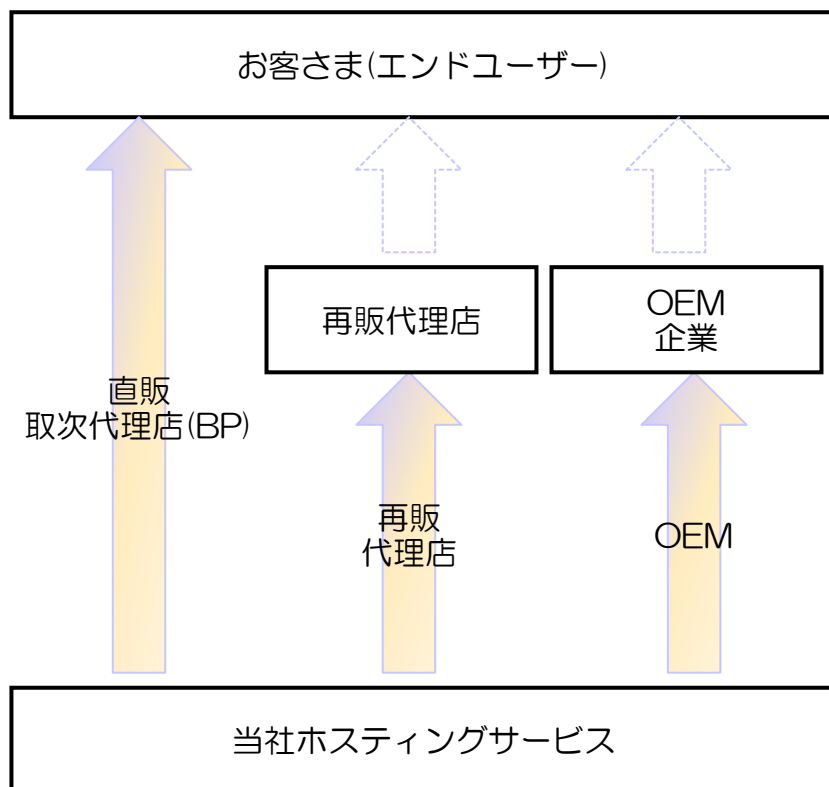 お客さま(エンドユーザー)
再販代理店
OEM
企業
直販
取次代理店(BP)
再販
代理店
OEM
当社ホスティングサービス